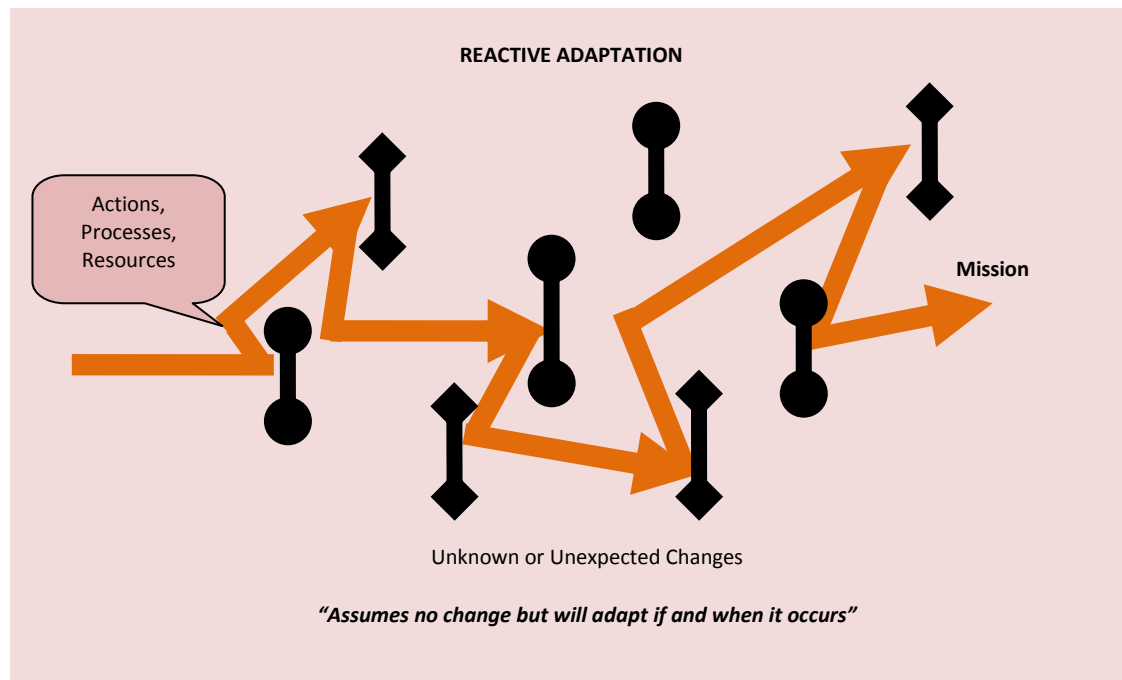 REACTIVE ADAPTATION
Actions,
Processes,
Resources
Mission
Unknown or Unexpected Changes
“Assumes no change but will adapt if and when it occurs”